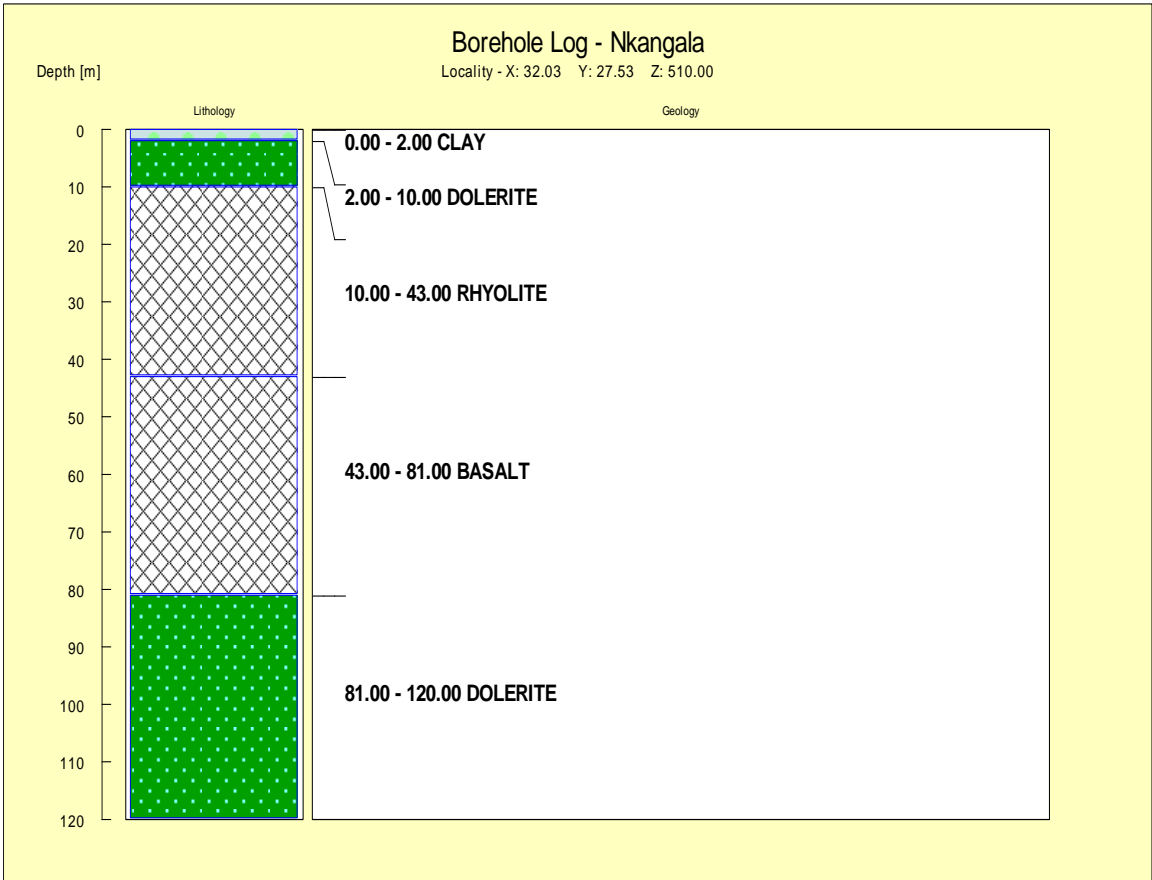 Borehole Log - Nkangala
Locality - X: 32.03 Y: 27.53 Z: 510.00
Depth [m]
Lithology
Geology
0
10
20
30
40
50
60
70
80
90
100
110
120
0.00 - 2.00 CLAY
2.00 - 10.00 DOLERITE
10.00 - 43.00 RHYOLITE
43.00 - 81.00 BASALT
81.00 - 120.00 DOLERITE